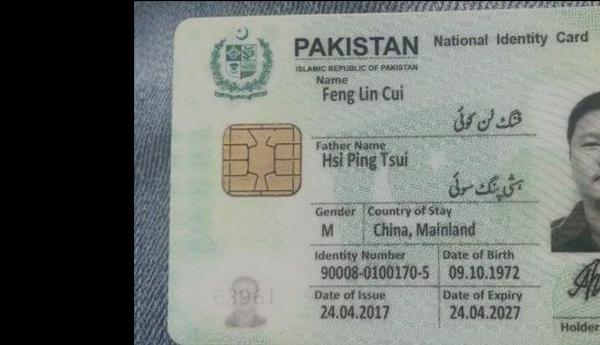 PAKISTAN National Identity Card
ISLAMIC REPUBLIC OF PAKISTAN
Name
Feng Lin Cui
فنگ لن کوئی
Father Name
Hsi Ping Tsui
ہشی پنگ سوئی
Gender Country of Stay
M China, Mainland
Identity Number Date of Birth
90008-0100170-5 09.10.1972
Date of Issue Date of Expiry
24.04.2017 24.04.2027
Holder